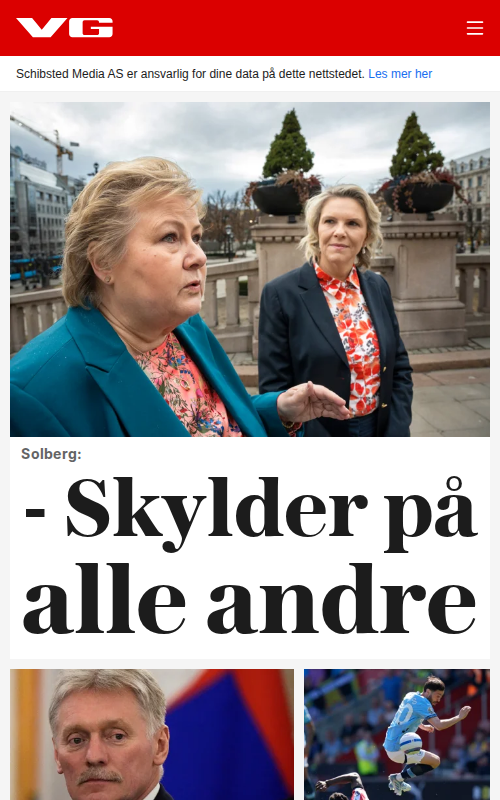 VG
Schibsted Media AS er ansvarlig for dine data på dette nettstedet. Les mer her
Solberg:
- Skylder på
alle andre